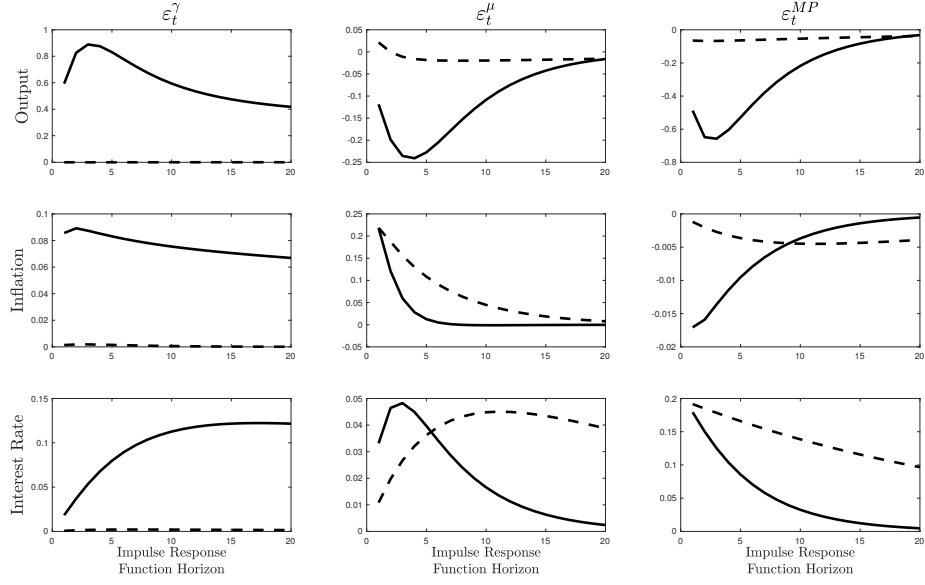 ε_t^γ ε_t^μ ε_t^{MP}
Output
1
0.8
0.6
0.4
0.2
0
0 5 10 15 20
0.05
0
-0.05
-0.1
-0.15
-0.2
-0.25
0 5 10 15 20
0
-0.2
-0.4
-0.6
-0.8
0 5 10 15 20
Inflation
0.1
0.08
0.06
0.04
0.02
0
0 5 10 15 20
0.25
0.2
0.15
0.1
0.05
0
-0.05
0 5 10 15 20
0
-0.005
-0.01
-0.015
-0.02
0 5 10 15 20
Interest Rate
0.15
0.1
0.05
0
0 5 10 15 20
Impulse Response
Function Horizon
0.05
0.04
0.03
0.02
0.01
0
0 5 10 15 20
Impulse Response
Function Horizon
0.2
0.15
0.1
0.05
0
0 5 10 15 20
Impulse Response
Function Horizon